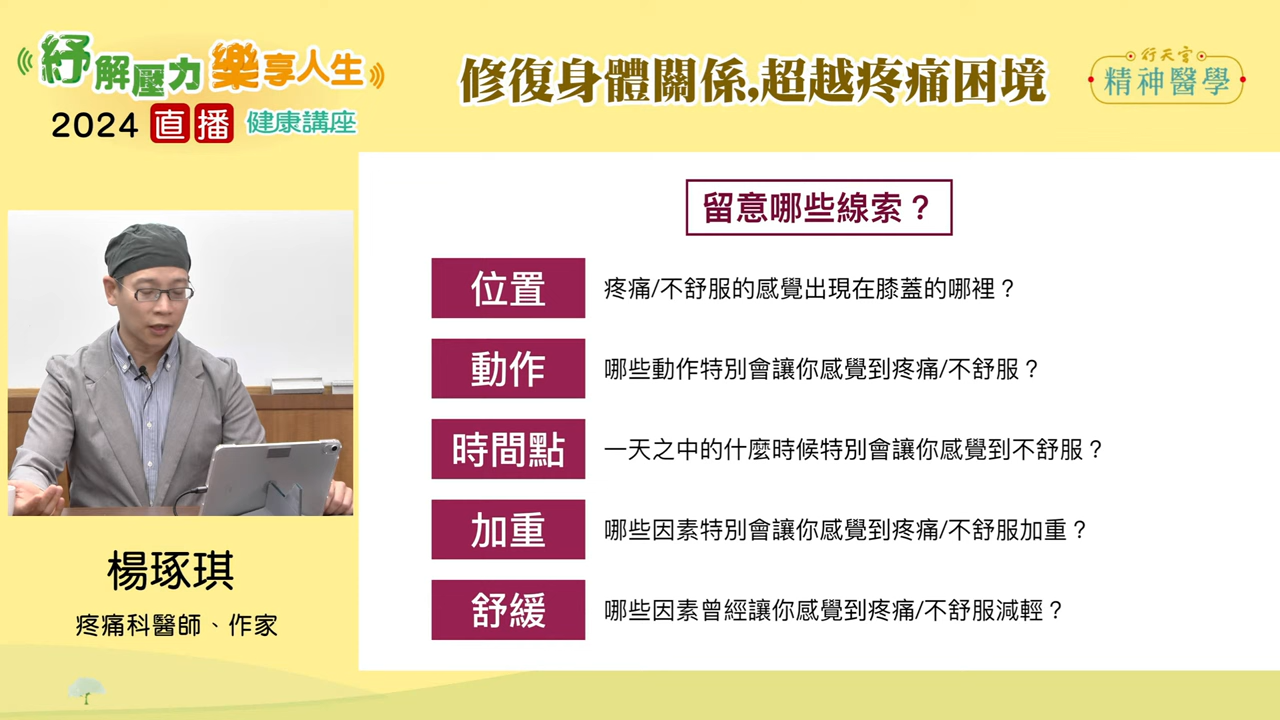 紓解壓力 樂享人生
2024 直播 健康講座
修復身體關係,超越疼痛困境
行天宮
精神醫學
留意哪些線索？
位置 疼痛/不舒服的感覺出現在膝蓋的哪裡？
動作 哪些動作特別會讓你感覺到疼痛/不舒服？
時間點 一天之中的什麼時候特別會讓你感覺到不舒服？
加重 哪些因素特別會讓你感覺到疼痛/不舒服加重？
舒緩 哪些因素曾經讓你感覺到疼痛/不舒服減輕？
楊琢琪
疼痛科醫師、作家